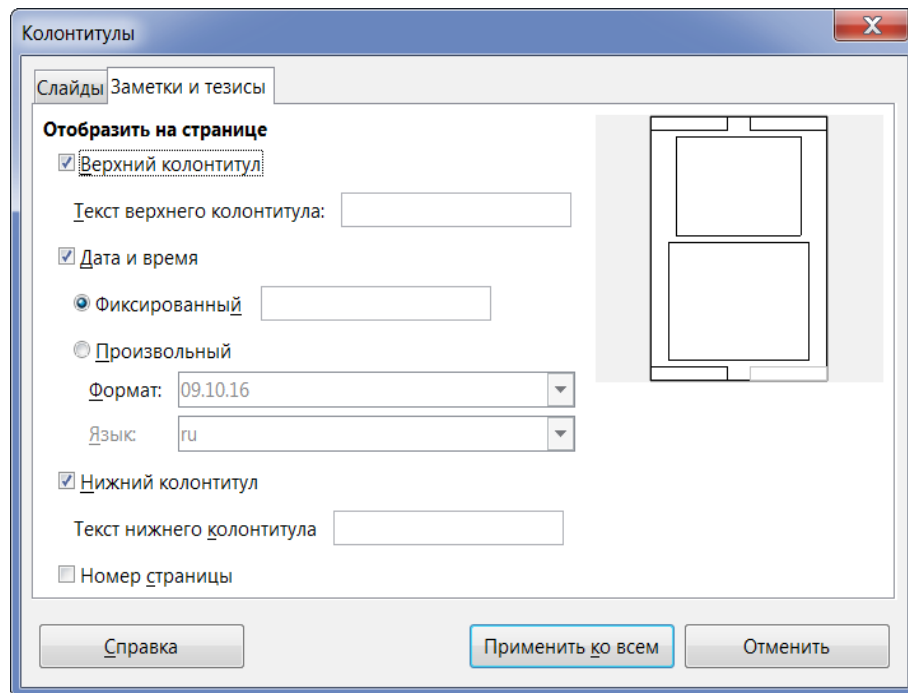 Колонтитулы
Слайды Заметки и тезисы
Отобразить на странице
Верхний колонтитул
Текст верхнего колонтитула:
Дата и время
Фиксированный
Произвольный
Формат: 09.10.16
Язык: ru
Нижний колонтитул
Текст нижнего колонтитула
Номер страницы
Справка Применить ко всем Отменить